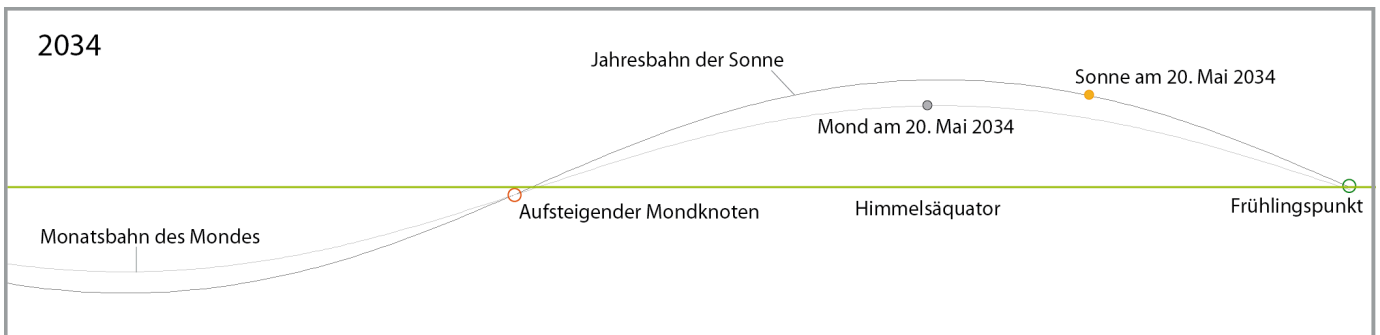 2034
Jahresbahn der Sonne
Sonne am 20. Mai 2034
Mond am 20. Mai 2034
Aufsteigender Mondknoten
Himmelsäquator
Frühlingspunkt
Monatsbahn des Mondes